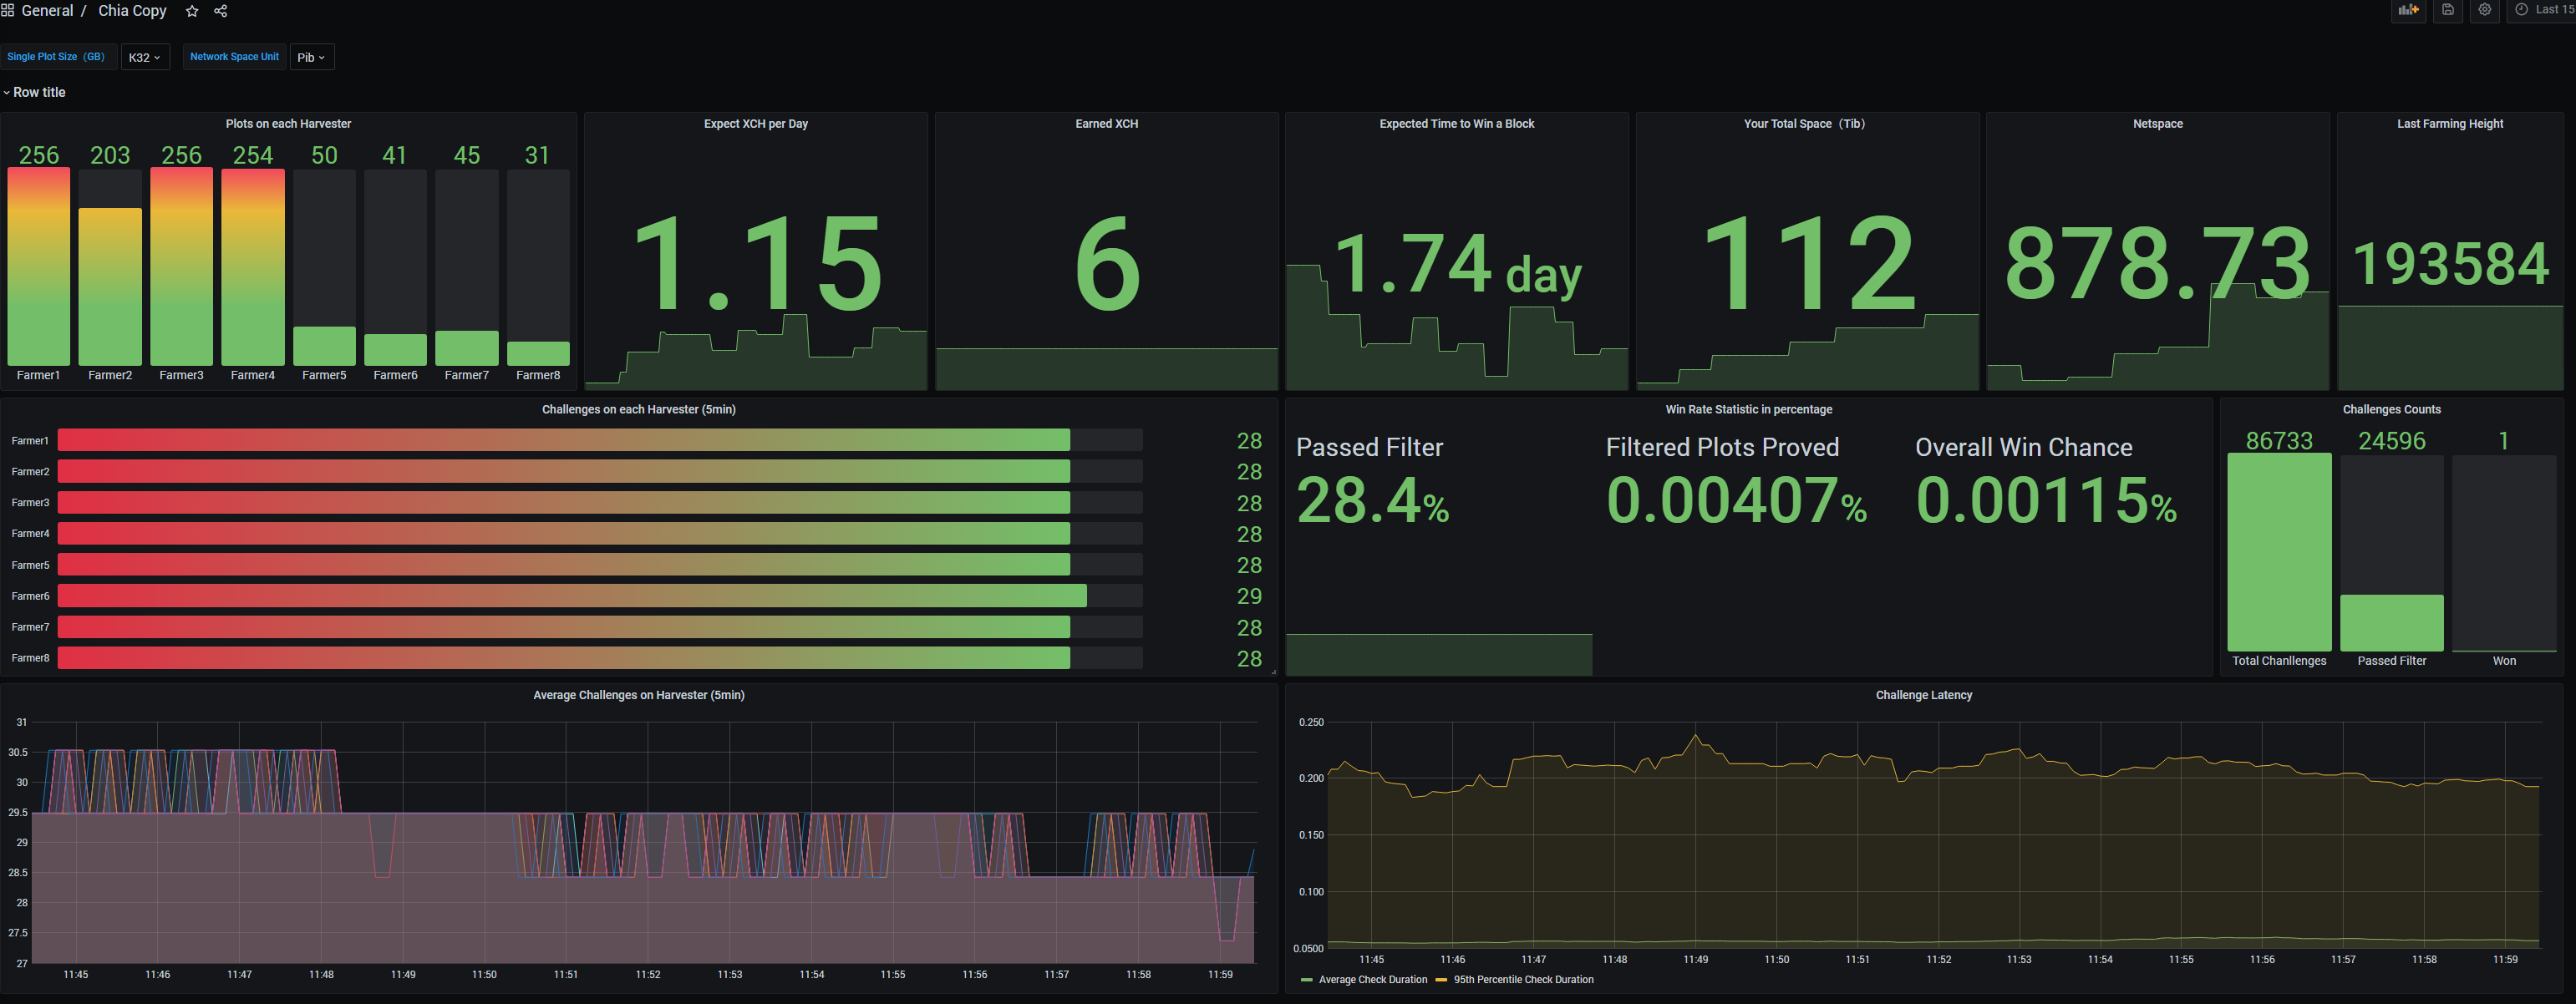 General / Chia Copy
Last 15
Single Plot Size (GB) K32 Network Space Unit Pib
Row title
Plots on each Harvester
256 203 256 254 50 41 45 31
Farmer1 Farmer2 Farmer3 Farmer4 Farmer5 Farmer6 Farmer7 Farmer8
Expect XCH per Day
1.15
Earned XCH
6
Expected Time to Win a Block
1.74 day
Your Total Space (Tib)
112
Netspace
878.73
Last Farming Height
193584
Challenges on each Harvester (5min)
Farmer1 28
Farmer2 28
Farmer3 28
Farmer4 28
Farmer5 28
Farmer6 29
Farmer7 28
Farmer8 28
Win Rate Statistic in percentage
Passed Filter Filtered Plots Proved Overall Win Chance
28.4% 0.00407% 0.00115%
Challenges Counts
86733 24596 1
Total Chanllenges Passed Filter Won
Average Challenges on Harvester (5min)
31
30.5
30
29.5
29
28.5
28
27.5
27
11:45 11:46 11:47 11:48 11:49 11:50 11:51 11:52 11:53 11:54 11:55 11:56 11:57 11:58 11:59
Challenge Latency
0.250
0.200
0.150
0.100
0.0500
11:45 11:46 11:47 11:48 11:49 11:50 11:51 11:52 11:53 11:54 11:55 11:56 11:57 11:58 11:59
Average Check Duration 95th Percentile Check Duration